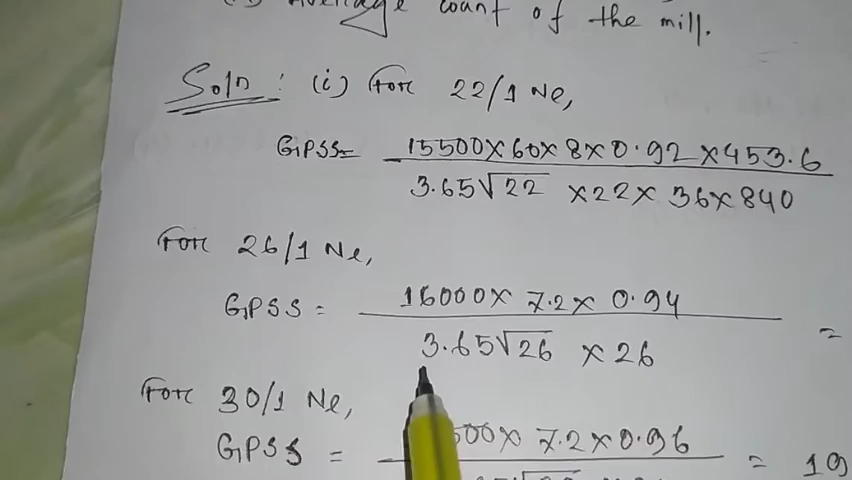 Average count of the mill.
Soln: (i) For 22/1 Ne,
GPSS= 15500×60×8×0.92×453.6
3.65√22 ×22× 36×840
For 26/1 Ne,
GPSS = 16000× 7.2× 0.94 =
3.65√26 ×26
For 30/1 Ne,
GPSS = 500× 7.2×0.96 = 19